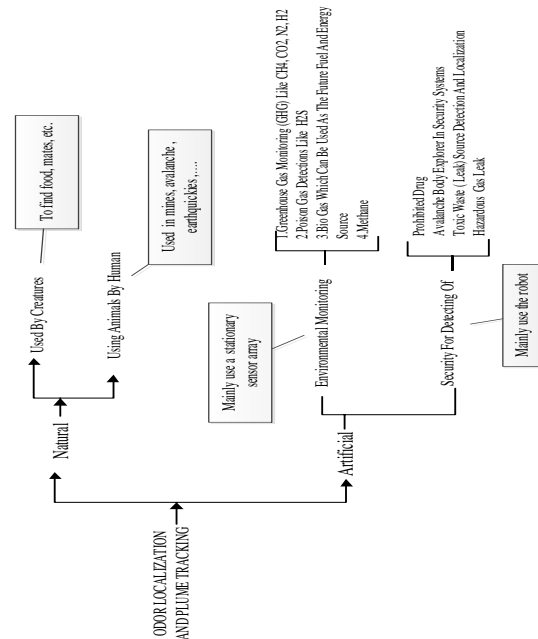 ODOR LOCALIZATION
AND PLUME TRACKING
Natural
Used By Creatures
To find food, mates, etc.
Using Animals By Human
Used in mines, avalanche ,
earthquickies ,....
Artificial
Mainly use a stationary
sensor array
Environmental Monitoring
1.Greenhouse Gas Monitoring (GHG) Like CH4, CO2, N2, H2
2.Poison Gas Detections Like H2S
3.Bio Gas Which Can Be Used As The Future Fuel And Energy
Source
4.Methane
Security For Detecting Of
Mainly use the robot
Prohibited Drug
Avalanche Body Explorer In Security Systems
Toxic Waste (Leak) Source Detection And Localization
Hazardous Gas Leak